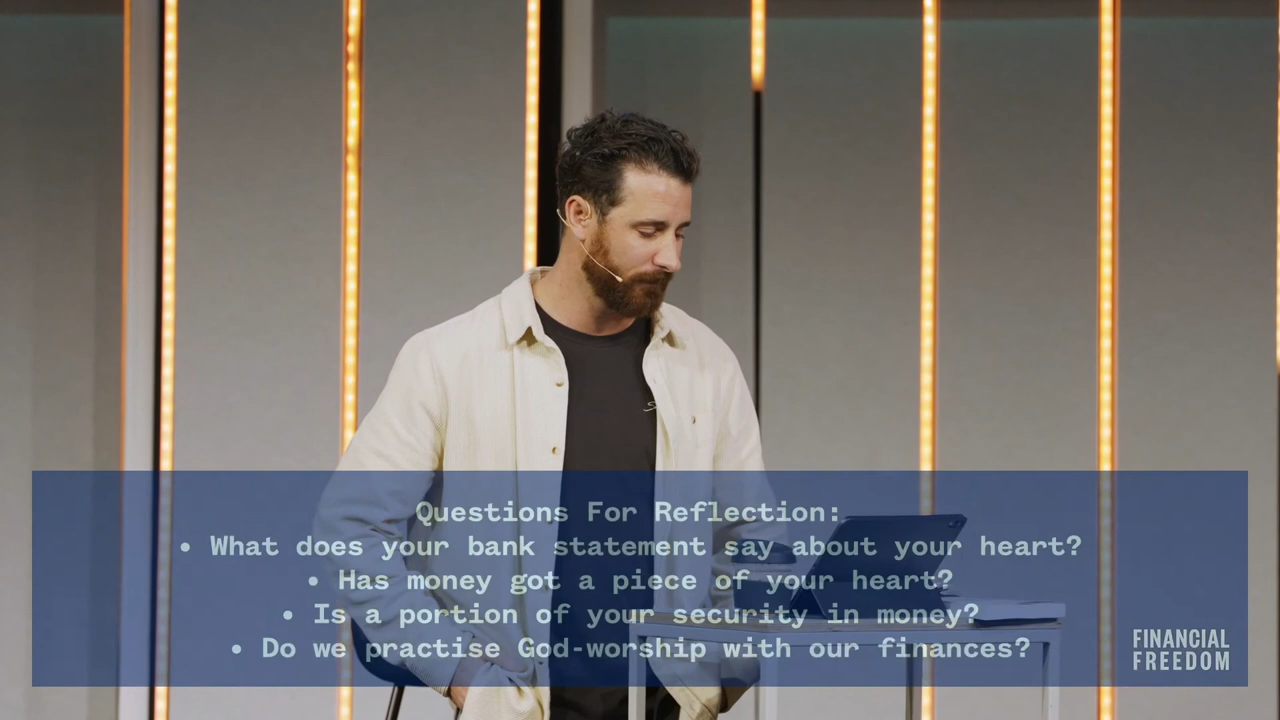 Questions For Reflection:
• What does your bank statement say about your heart?
• Has money got a piece of your heart?
• Is a portion of your security in money?
• Do we practise God-worship with our finances?
FINANCIAL
FREEDOM